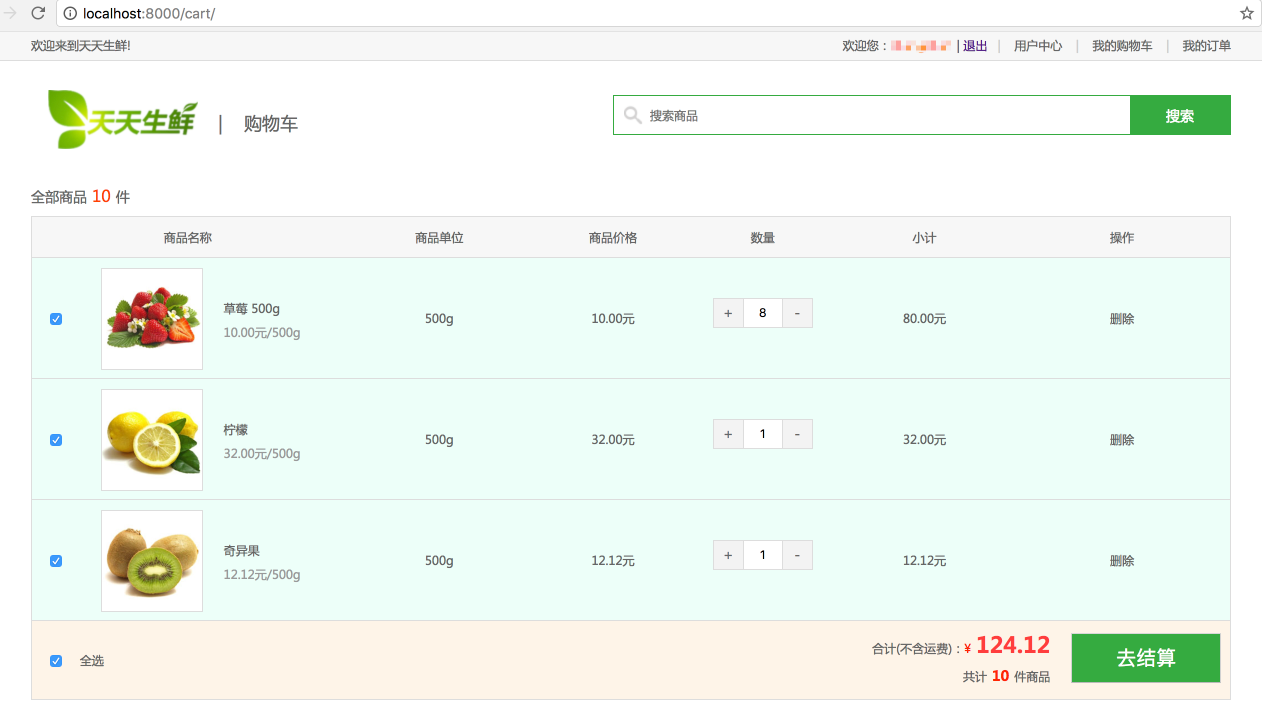 localhost:8000/cart/
欢迎来到天天生鲜!
欢迎您： | 退出 | 用户中心 | 我的购物车 | 我的订单
天天生鲜 | 购物车
搜索商品 搜索
全部商品 10 件
商品名称 商品单位 商品价格 数量 小计 操作
草莓 500g
10.00元/500g
500g 10.00元 + 8 - 80.00元 删除
柠檬
32.00元/500g
500g 32.00元 + 1 - 32.00元 删除
奇异果
12.12元/500g
500g 12.12元 + 1 - 12.12元 删除
全选
合计(不含运费)：¥ 124.12
共计 10 件商品
去结算